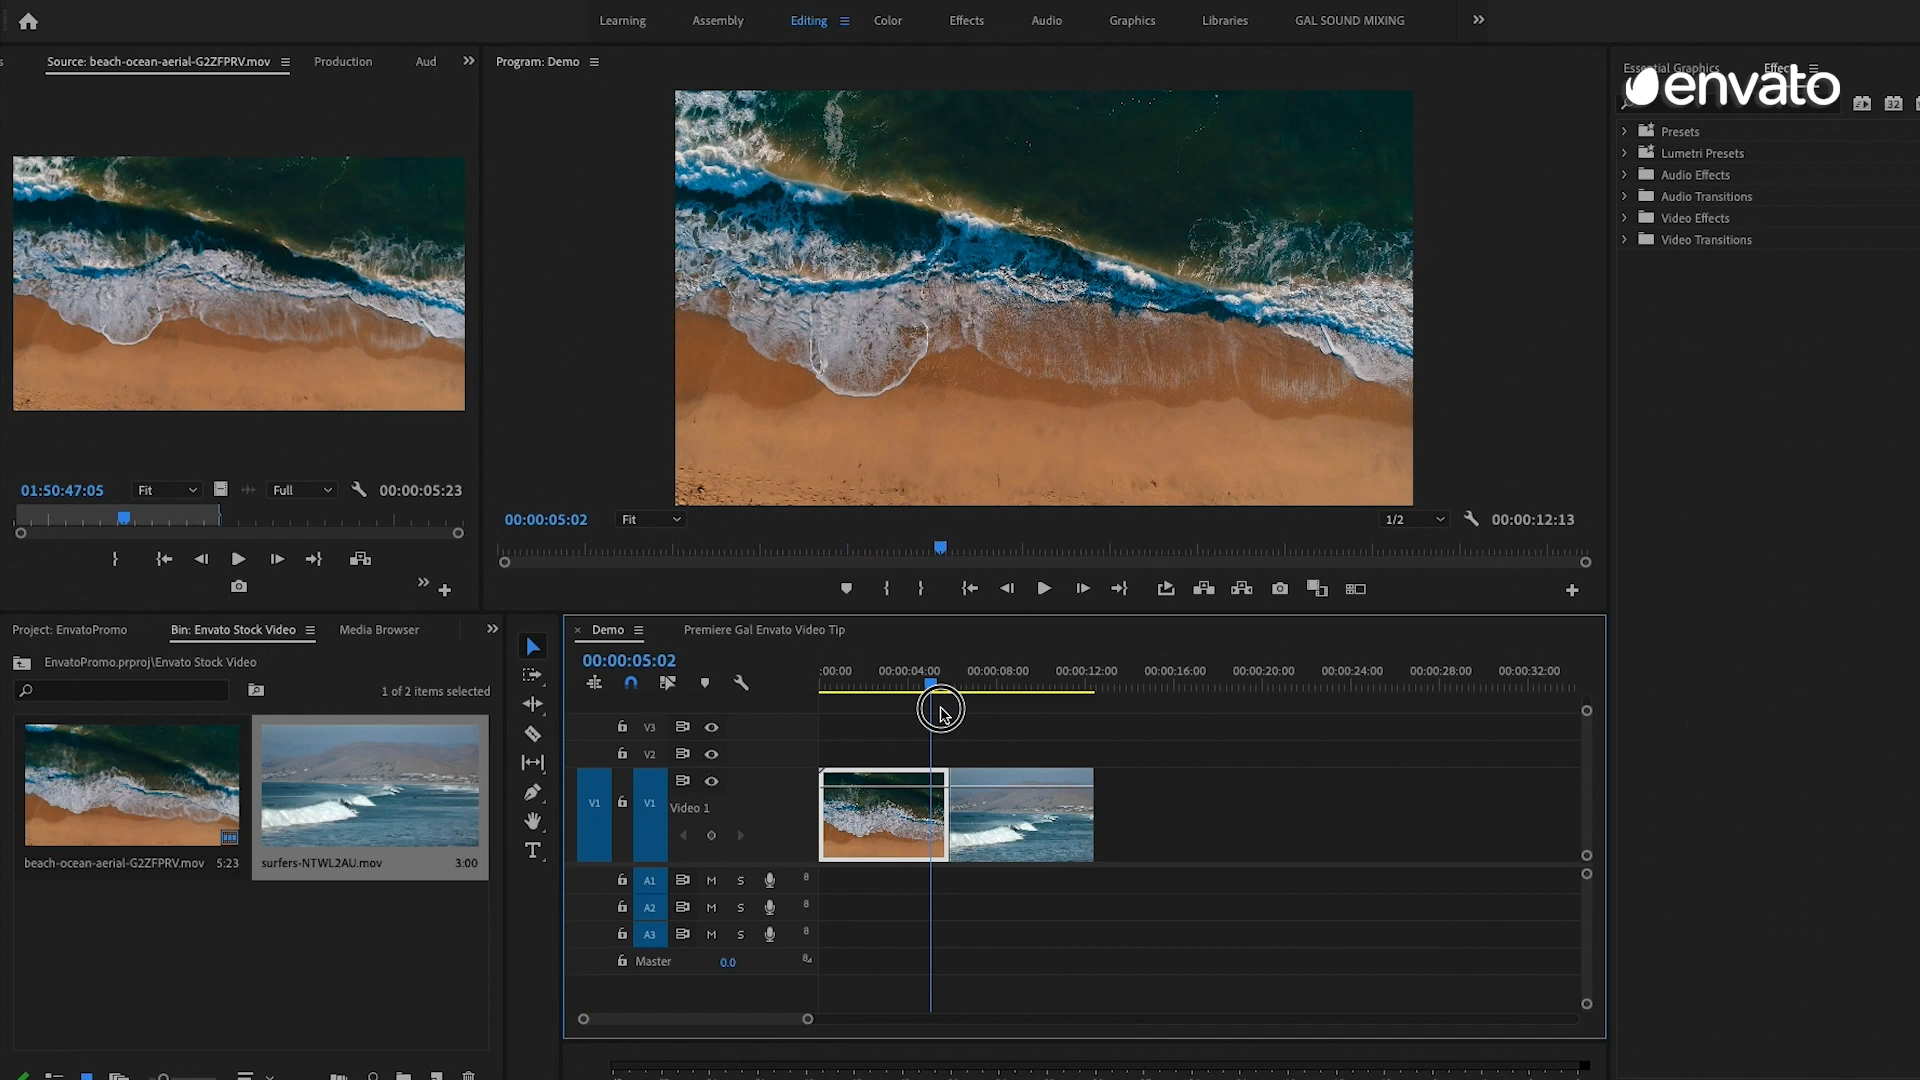 Learning Assembly Editing Color Effects Audio Graphics Libraries GAL SOUND MIXING
Source: beach-ocean-aerial-G2ZFPRV.mov Production Aud
Program: Demo
Essential Graphics
envato
32
Presets
Lumetri Presets
Audio Effects
Audio Transitions
Video Effects
Video Transitions
01:50:47:05 Fit Full 00:00:05:23
00:00:05:02 Fit 1/2 00:00:12:13
Project: EnvatoPromo Bin: Envato Stock Video Media Browser
EnvatoPromo.prproj\Envato Stock Video
1 of 2 items selected
beach-ocean-aerial-G2ZFPRV.mov 5:23
surfers-NTWL2AU.mov 3:00
Demo Premiere Gal Envato Video Tip
00:00:05:02
:00:00 00:00:04:00 00:00:08:00 00:00:12:00 00:00:16:00 00:00:20:00 00:00:24:00 00:00:28:00 00:00:32:00
V3
V2
V1 V1
Video 1
A1 M S 8
A2 M S 8
A3 M S 8
Master 0.0 8